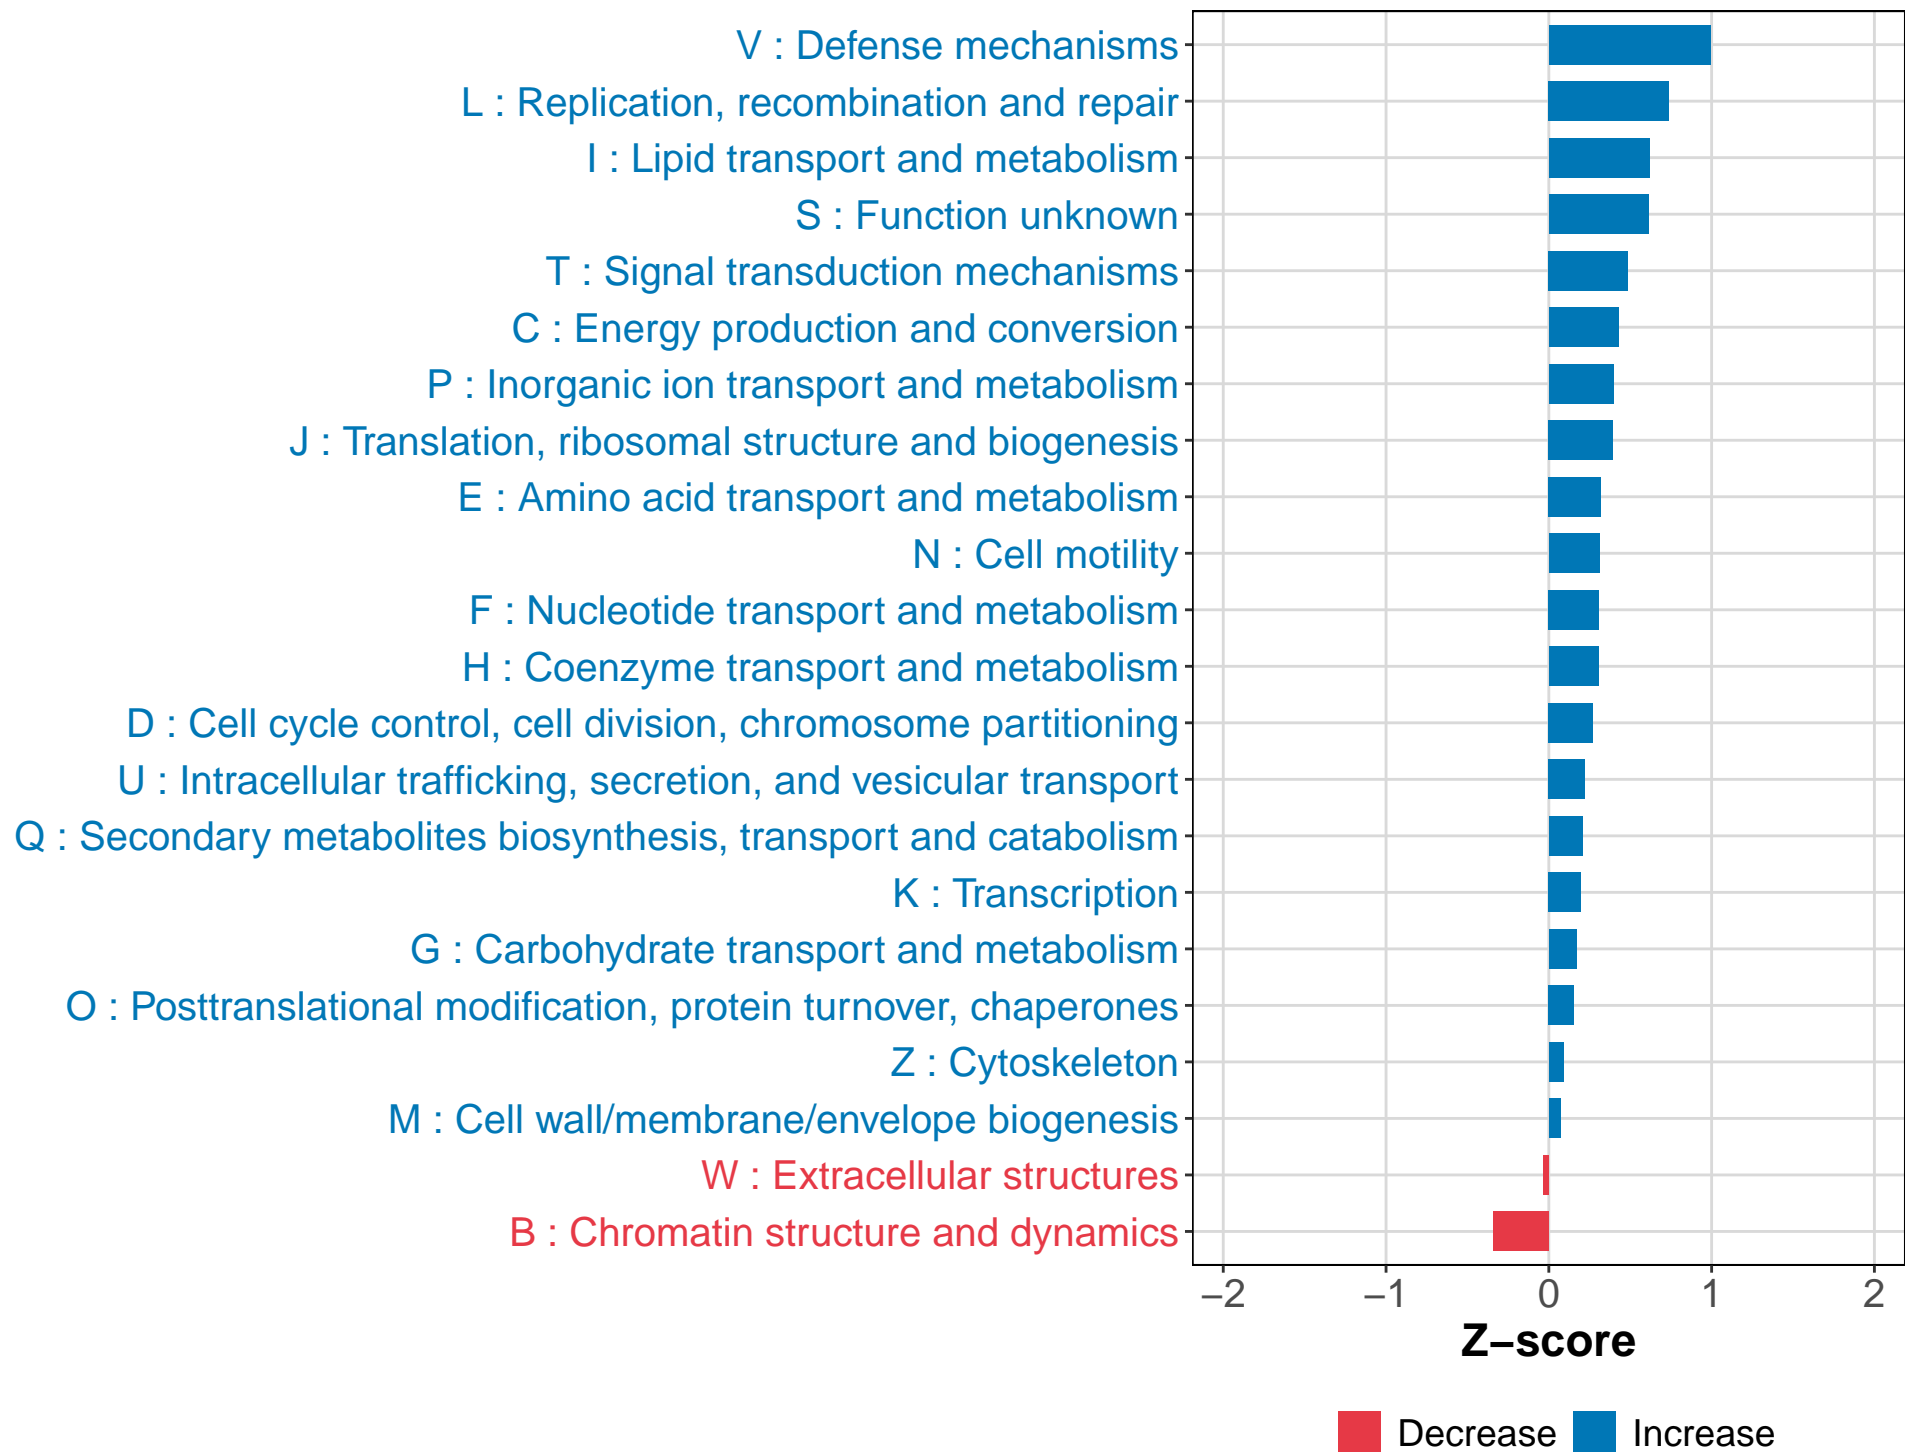 V : Defense mechanisms
L : Replication, recombination and repair
I : Lipid transport and metabolism
S : Function unknown
T : Signal transduction mechanisms
C : Energy production and conversion
P : Inorganic ion transport and metabolism
J : Translation, ribosomal structure and biogenesis
E : Amino acid transport and metabolism
N : Cell motility
F : Nucleotide transport and metabolism
H : Coenzyme transport and metabolism
D : Cell cycle control, cell division, chromosome partitioning
U : Intracellular trafficking, secretion, and vesicular transport
Q : Secondary metabolites biosynthesis, transport and catabolism
K : Transcription
G : Carbohydrate transport and metabolism
O : Posttranslational modification, protein turnover, chaperones
Z : Cytoskeleton
M : Cell wall/membrane/envelope biogenesis
W : Extracellular structures
B : Chromatin structure and dynamics
−2 −1 0 1 2
Z−score
Decrease Increase